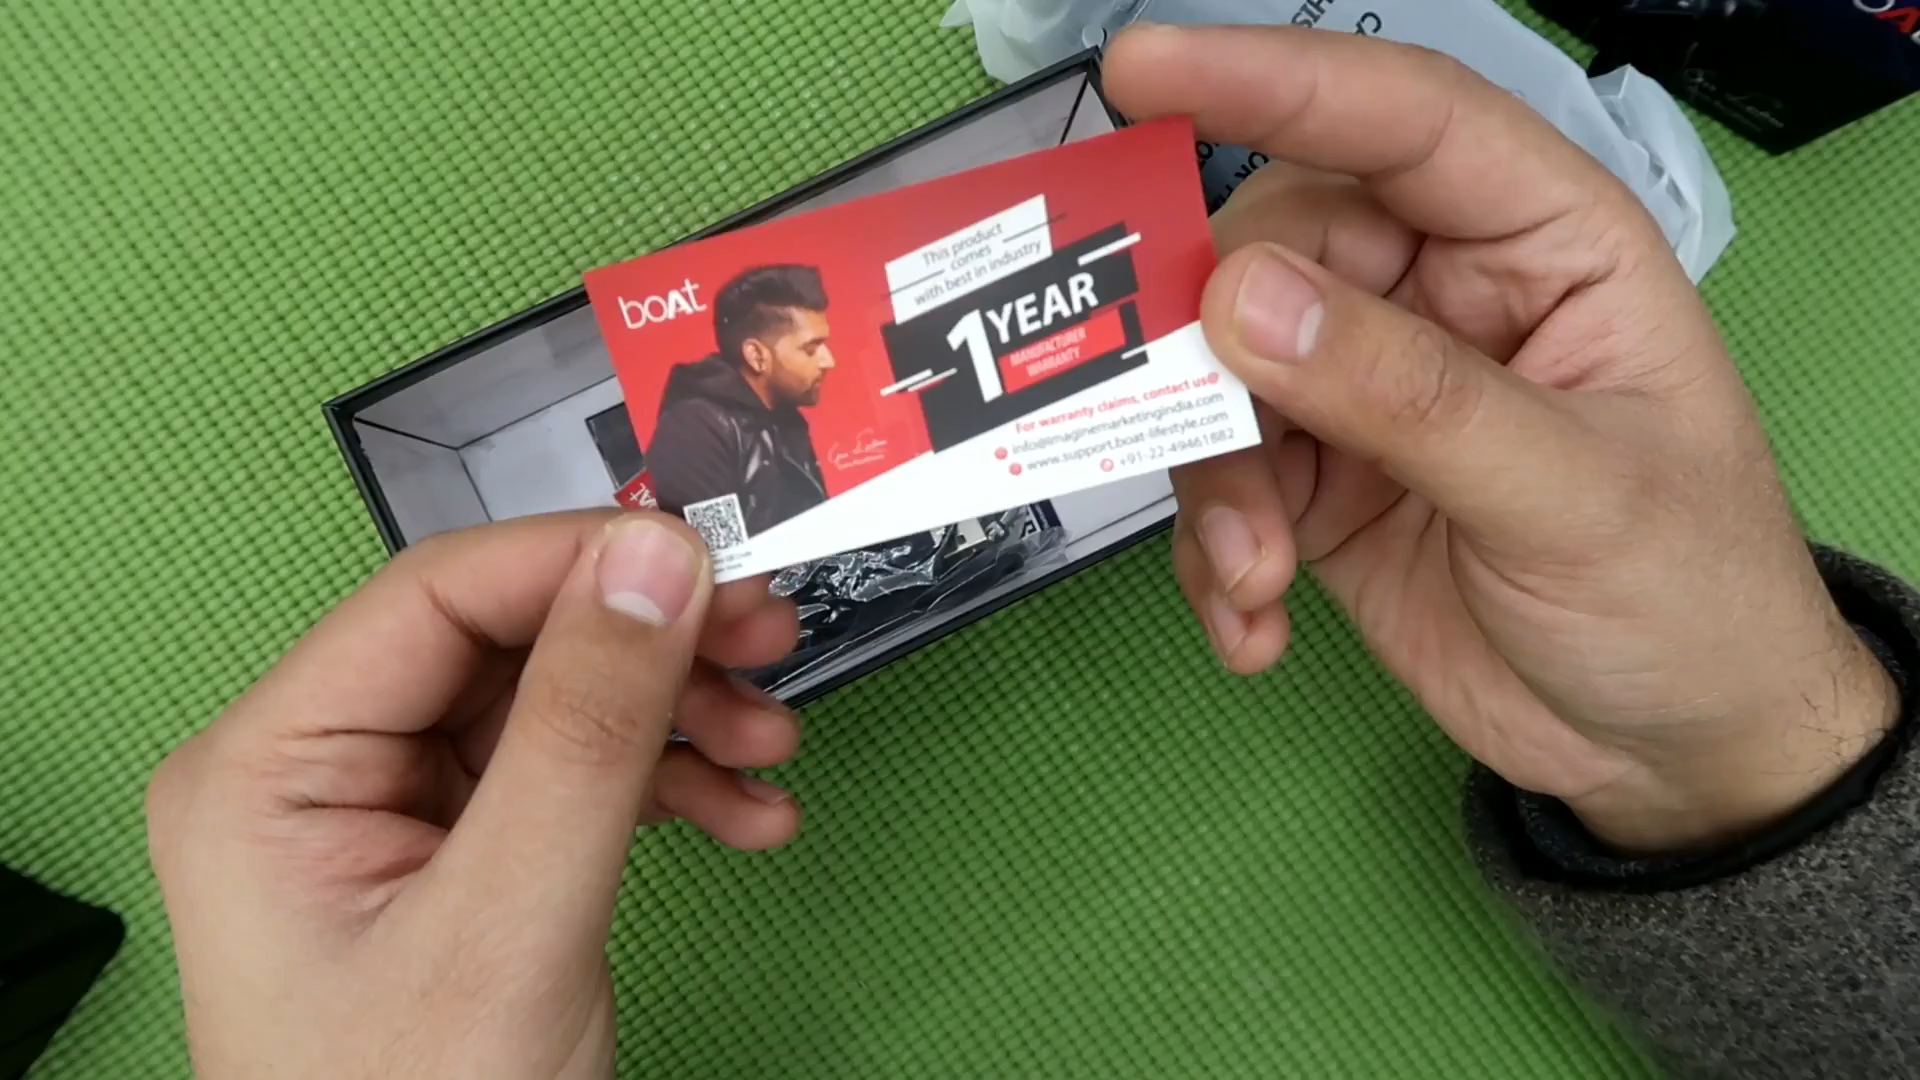 boAt
This product
comes
with best in industry
1 YEAR
MANUFACTURER
WARRANTY
For warranty claims, contact us@
info@imaginemarketingindia.com
www.support.boat-lifestyle.com
+91-22-49461882